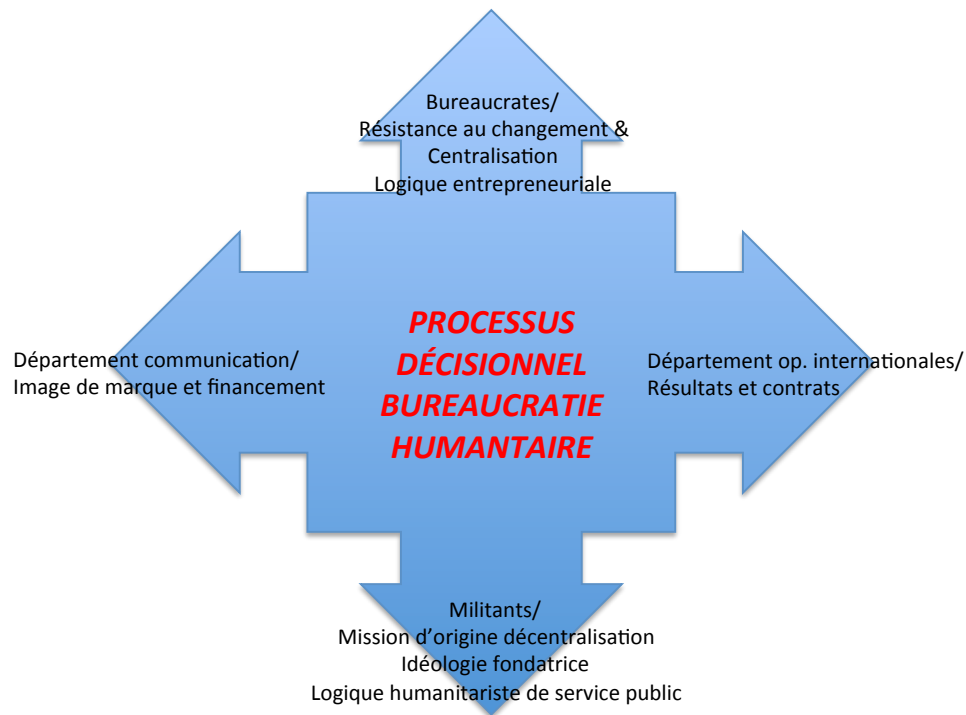 Bureaucrates/
Résistance au changement &
Centralisation
Logique entrepreneuriale
PROCESSUS
DÉCISIONNEL
BUREAUCRATIE
HUMANTAIRE
Département communication/
Image de marque et financement
Département op. internationales/
Résultats et contrats
Militants/
Mission d'origine décentralisation
Idéologie fondatrice
Logique humanitariste de service public